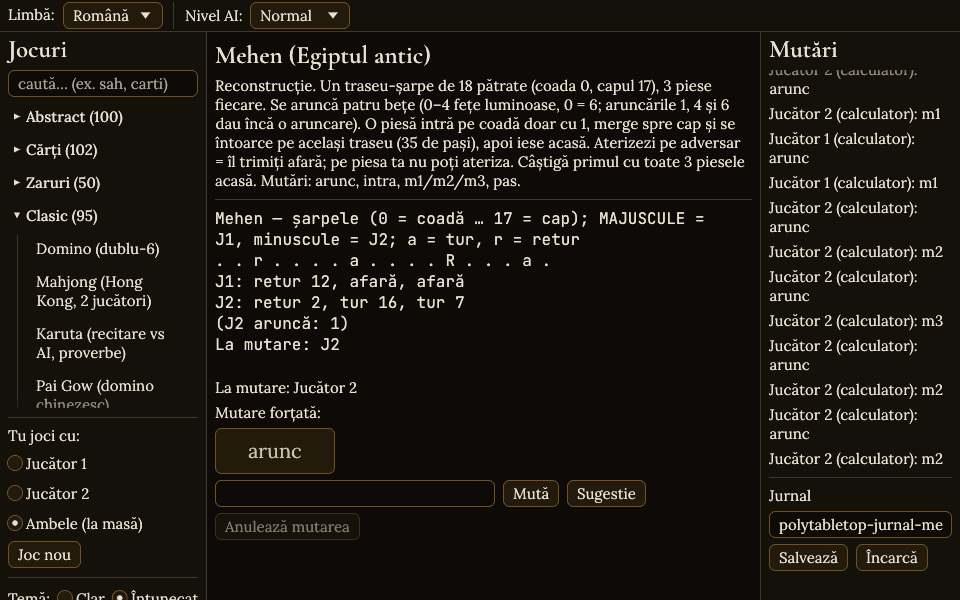 Limbă: Română ▼ Nivel AI: Normal ▼
Jocuri
caută... (ex. sah, carti)
▸ Abstract (100)
▸ Cărți (102)
▸ Zaruri (50)
▾ Clasic (95)
Domino (dublu-6)
Mahjong (Hong
Kong, 2 jucători)
Karuta (recitare vs
AI, proverbe)
Pai Gow (domino
chinezesc)
Tu joci cu:
Jucător 1
Jucător 2
Ambele (la masă)
Joc nou
Temă: Clar Întunecat
Mehen (Egiptul antic)
Reconstrucție. Un traseu-șarpe de 18 pătrate (coada 0, capul 17), 3 piese
fiecare. Se aruncă patru bețe (0–4 fețe luminoase, 0 = 6; aruncările 1, 4 și 6
dau încă o aruncare). O piesă intră pe coadă doar cu 1, merge spre cap și se
întoarce pe același traseu (35 de pași), apoi iese acasă. Aterizezi pe adversar
= îl trimiți afară; pe piesa ta nu poți ateriza. Câștigă primul cu toate 3 piesele
acasă. Mutări: arunc, intra, m1/m2/m3, pas.
Mehen — șarpele (0 = coadă … 17 = cap); MAJUSCULE =
J1, minuscule = J2; a = tur, r = retur
. . r . . . . a . . . . R . . . a .
J1: retur 12, afară, afară
J2: retur 2, tur 16, tur 7
(J2 aruncă: 1)
La mutare: J2
La mutare: Jucător 2
Mutare forțată:
arunc
Mută Sugestie
Anulează mutarea
Mutări
Jucător 2 (calculator):
arunc
Jucător 2 (calculator): m1
Jucător 1 (calculator):
arunc
Jucător 1 (calculator): m1
Jucător 2 (calculator):
arunc
Jucător 2 (calculator): m2
Jucător 2 (calculator):
arunc
Jucător 2 (calculator): m3
Jucător 2 (calculator):
arunc
Jucător 2 (calculator): m2
Jucător 2 (calculator):
arunc
Jucător 2 (calculator): m2
Jurnal
polytabletop-jurnal-me
Salvează Încarcă